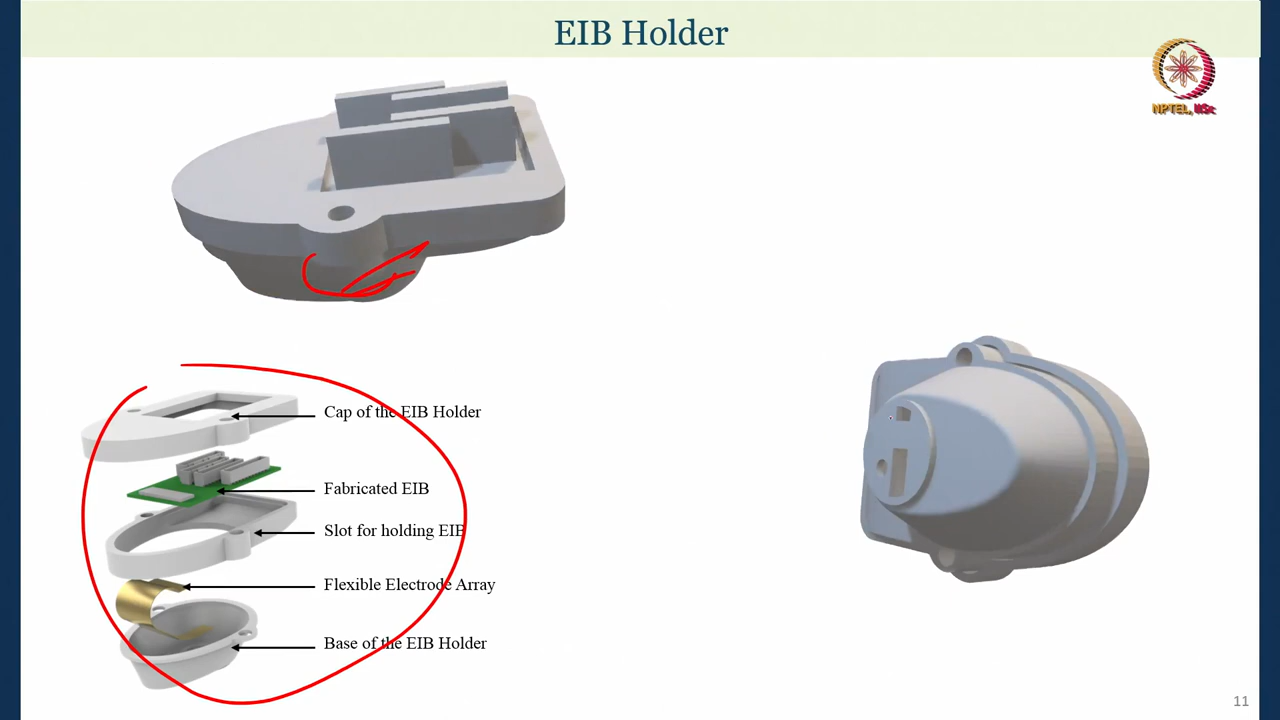 EIB Holder
NPTEL, IISc
Cap of the EIB Holder
Fabricated EIB
Slot for holding EIB
Flexible Electrode Array
Base of the EIB Holder
11